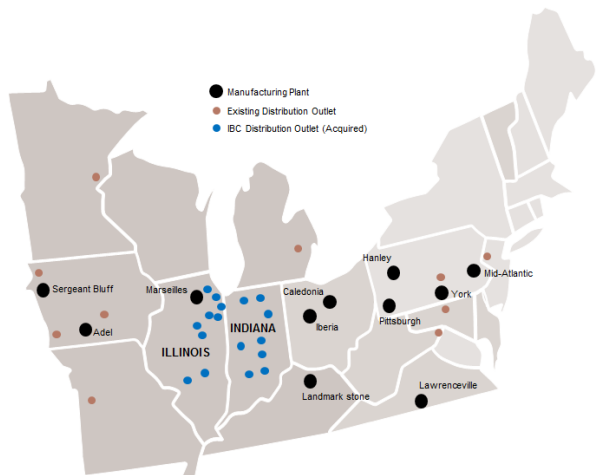 Manufacturing Plant
Existing Distribution Outlet
IBC Distribution Outlet (Acquired)
Hanley
Mid-Atlantic
Sergeant Bluff
Marseilles
Caledonia
York
Pittsburgh
Adel
INDIANA
Iberia
ILLINOIS
Landmark stone
Lawrenceville